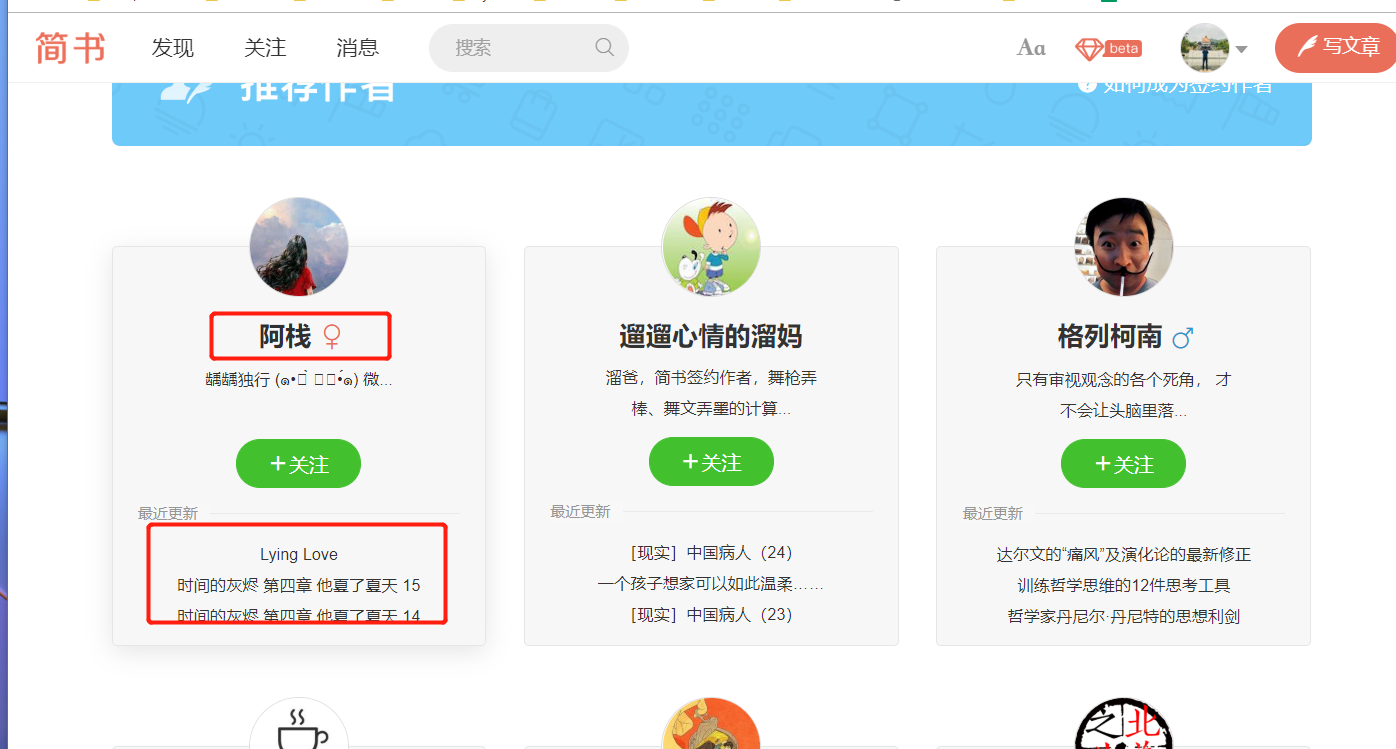 简书
发现
关注
消息
搜索
Aa
beta
写文章
推荐作者
如何成为签约作者
阿栈
踽踽独行 (๑•̀ ₃•́๑) 微...
+关注
最近更新
Lying Love
时间的灰烬 第四章 他夏了夏天 15
时间的灰烬 第四章 他夏了夏天 14
遛遛心情的溜妈
溜爸，简书签约作者，舞枪弄
棒、舞文弄墨的计算...
+关注
最近更新
[现实］中国病人（24）
一个孩子想家可以如此温柔……
[现实］中国病人（23）
格列柯南
只有审视观念的各个死角， 才
不会让头脑里落...
+关注
最近更新
达尔文的“痛风”及演化论的最新修正
训练哲学思维的12件思考工具
哲学家丹尼尔·丹尼特的思想利剑
之
北